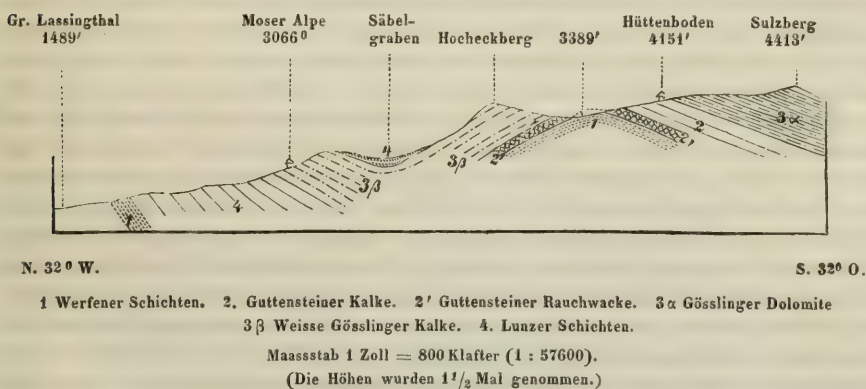 Gr. Lassingthal Moser Alpe Säbel- Hüttenboden Sulzberg
1489′ 3066⁰ graben Hocheckberg 3389′ 4151′ 4413′
4 1 2 3α
3β 2′ 2′
3β
4
1
N. 32⁰ W. S. 32⁰ O.
1 Werfener Schichten. 2. Guttensteiner Kalke. 2′ Guttensteiner Rauchwacke. 3α Gösslinger Dolomite
3β Weisse Gösslinger Kalke. 4. Lunzer Schichten.
Maassstab 1 Zoll = 800 Klafter (1 : 57600).
(Die Höhen wurden 1¹/₂ Mal genommen.)